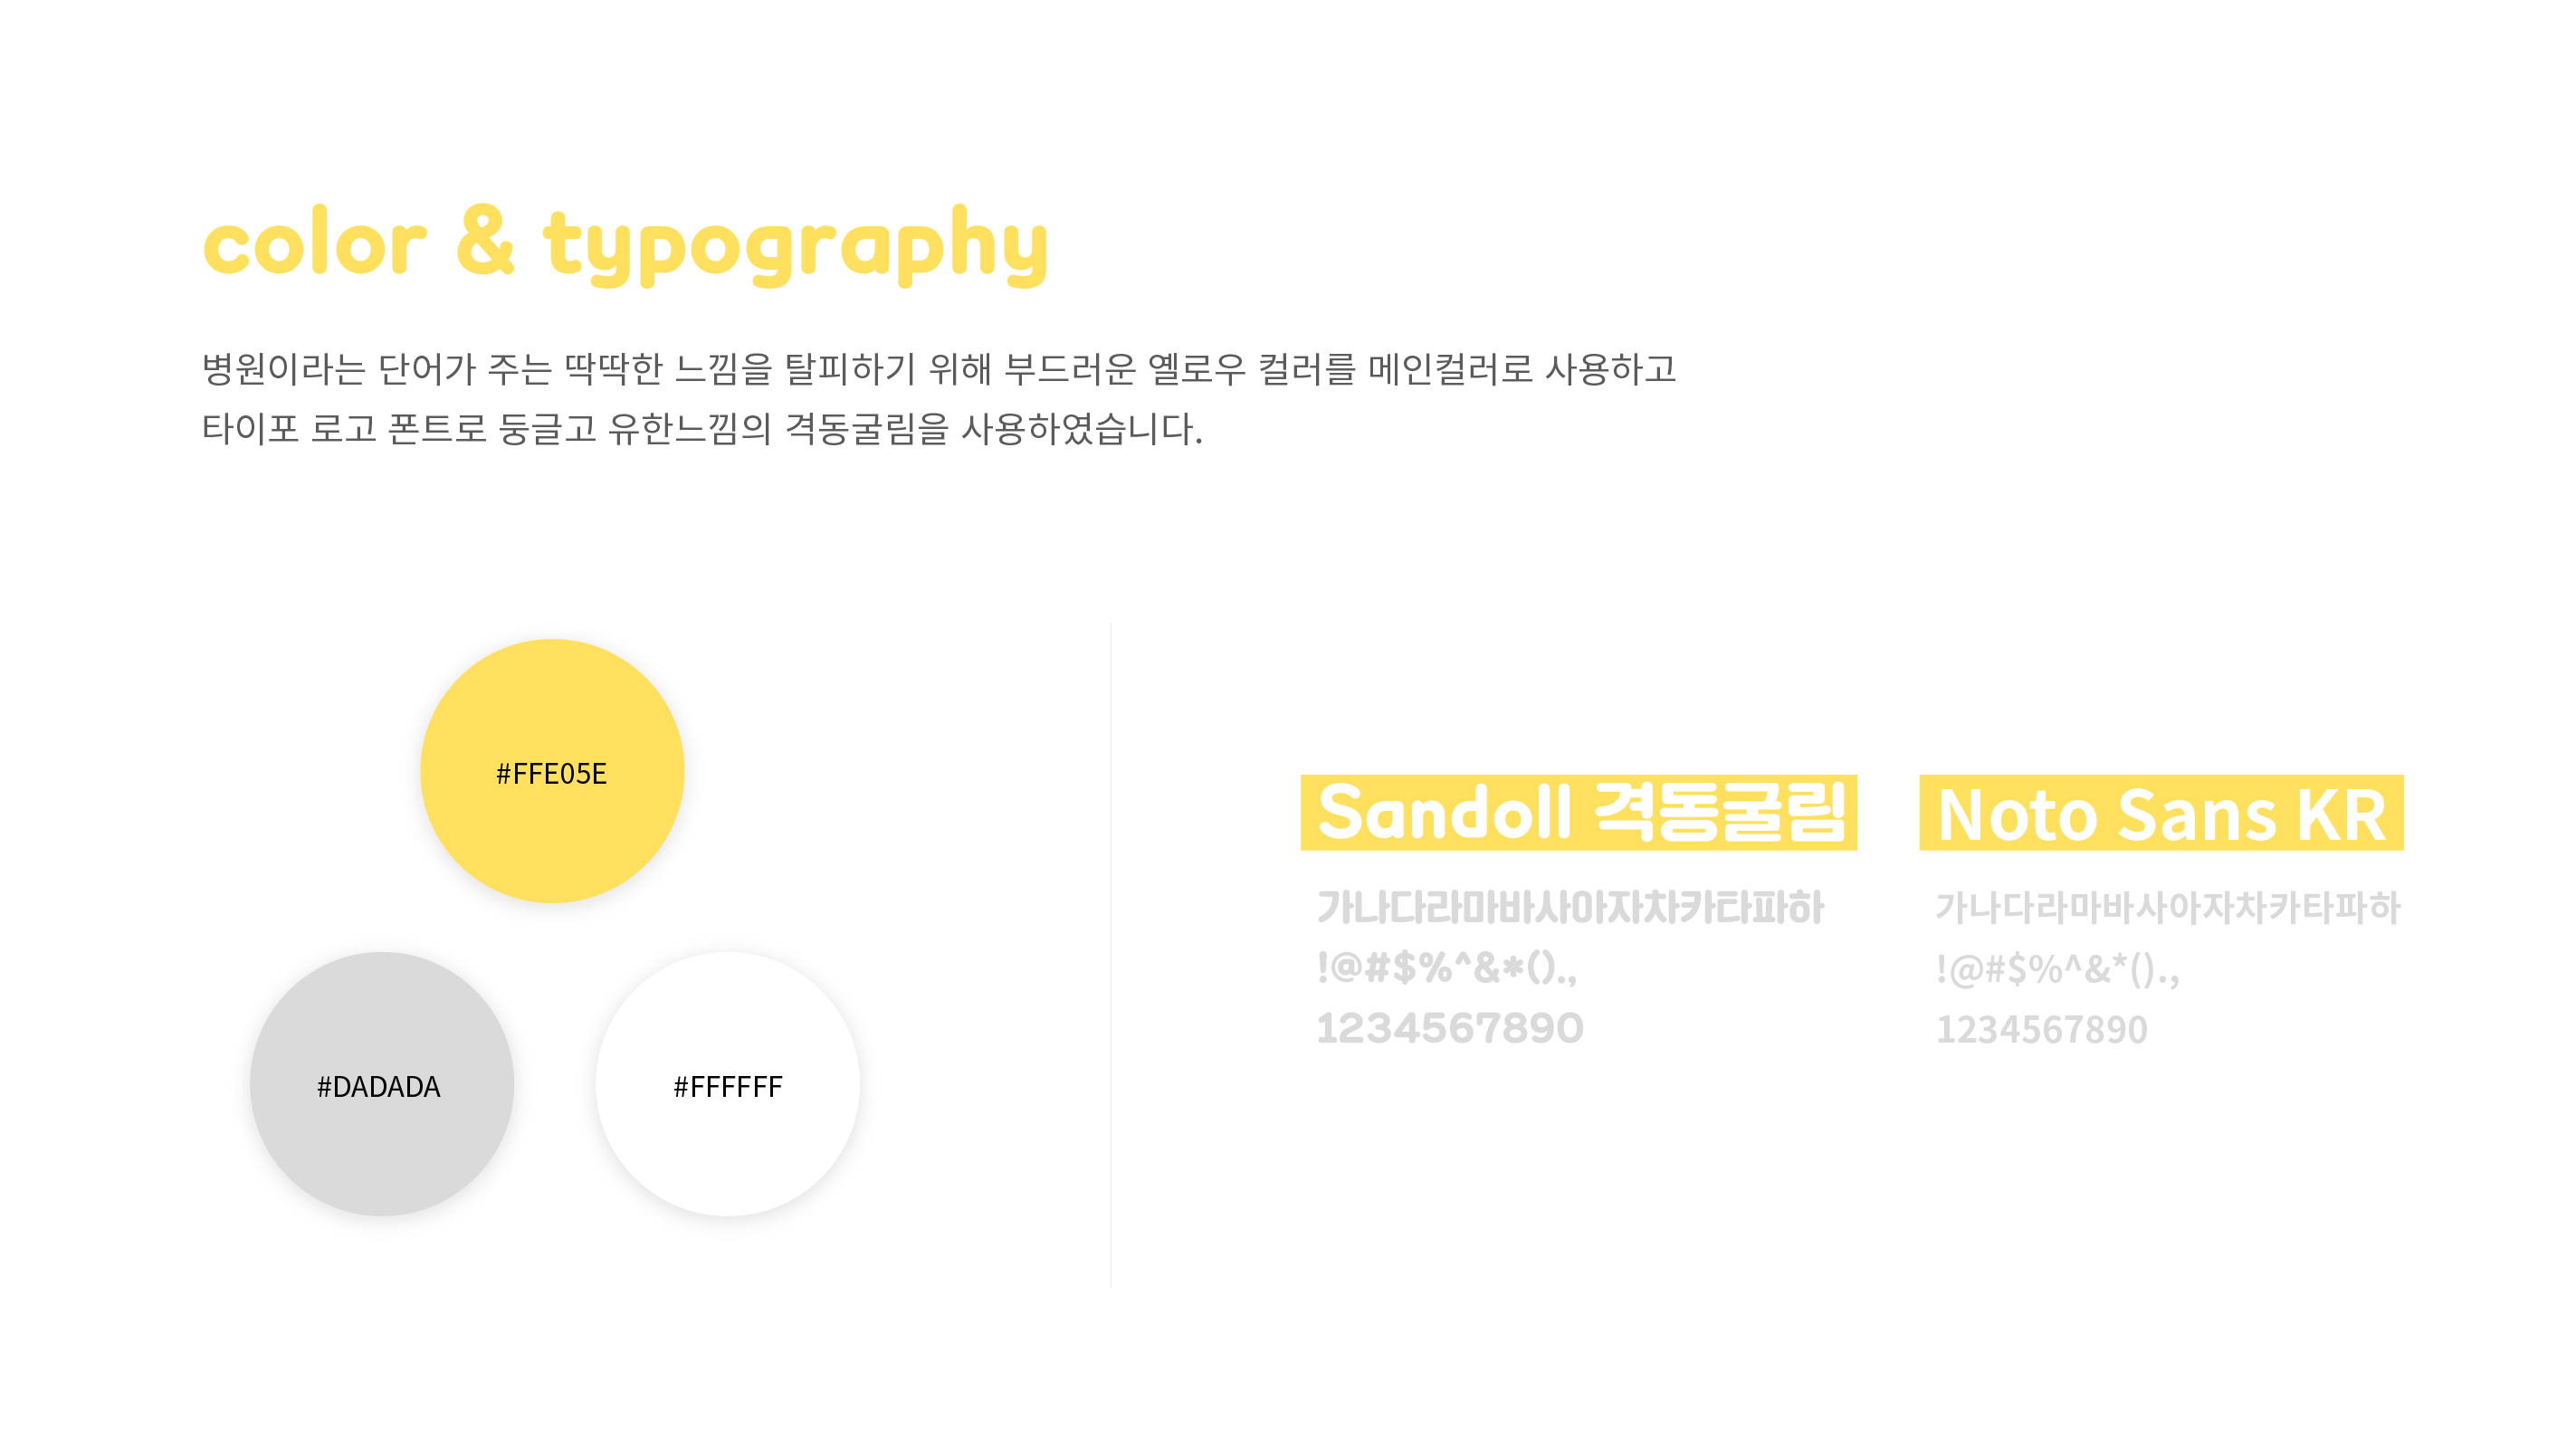 color & typography
병원이라는 단어가 주는 딱딱한 느낌을 탈피하기 위해 부드러운 옐로우 컬러를 메인컬러로 사용하고
타이포 로고 폰트로 둥글고 유한느낌의 격동굴림을 사용하였습니다.
#FFE05E
#DADADA
#FFFFFF
Sandoll 격동굴림
가나다라마바사이자차카타파하
!@#$%^&*().,
1234567890
Noto Sans KR
가나다라마바사아자차카타파하
!@#$%^&*().,
1234567890